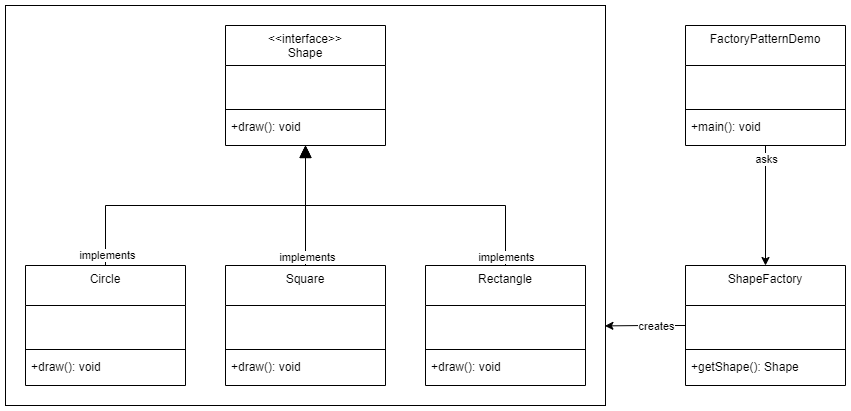 <<interface>>
Shape
+draw(): void
FactoryPatternDemo
+main(): void
asks
implements
implements
implements
Circle
+draw(): void
Square
+draw(): void
Rectangle
+draw(): void
creates
ShapeFactory
+getShape(): Shape